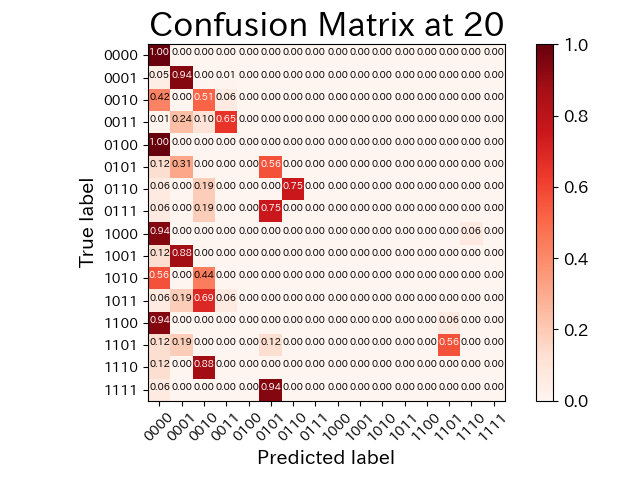 Confusion Matrix at 20
True label
0000 1.00 0.00 0.00 0.00 0.00 0.00 0.00 0.00 0.00 0.00 0.00 0.00 0.00 0.00 0.00 0.00
0001 0.05 0.94 0.00 0.01 0.00 0.00 0.00 0.00 0.00 0.00 0.00 0.00 0.00 0.00 0.00 0.00
0010 0.42 0.00 0.51 0.06 0.00 0.00 0.00 0.00 0.00 0.00 0.00 0.00 0.00 0.00 0.00 0.00
0011 0.01 0.24 0.10 0.65 0.00 0.00 0.00 0.00 0.00 0.00 0.00 0.00 0.00 0.00 0.00 0.00
0100 1.00 0.00 0.00 0.00 0.00 0.00 0.00 0.00 0.00 0.00 0.00 0.00 0.00 0.00 0.00 0.00
0101 0.12 0.31 0.00 0.00 0.00 0.56 0.00 0.00 0.00 0.00 0.00 0.00 0.00 0.00 0.00 0.00
0110 0.06 0.00 0.19 0.00 0.00 0.00 0.75 0.00 0.00 0.00 0.00 0.00 0.00 0.00 0.00 0.00
0111 0.06 0.00 0.19 0.00 0.00 0.75 0.00 0.00 0.00 0.00 0.00 0.00 0.00 0.00 0.00 0.00
1000 0.94 0.00 0.00 0.00 0.00 0.00 0.00 0.00 0.00 0.00 0.00 0.00 0.00 0.00 0.06 0.00
1001 0.12 0.88 0.00 0.00 0.00 0.00 0.00 0.00 0.00 0.00 0.00 0.00 0.00 0.00 0.00 0.00
1010 0.56 0.00 0.44 0.00 0.00 0.00 0.00 0.00 0.00 0.00 0.00 0.00 0.00 0.00 0.00 0.00
1011 0.06 0.19 0.69 0.06 0.00 0.00 0.00 0.00 0.00 0.00 0.00 0.00 0.00 0.00 0.00 0.00
1100 0.94 0.00 0.00 0.00 0.00 0.00 0.00 0.00 0.00 0.00 0.00 0.00 0.00 0.06 0.00 0.00
1101 0.12 0.19 0.00 0.00 0.00 0.12 0.00 0.00 0.00 0.00 0.00 0.00 0.00 0.56 0.00 0.00
1110 0.12 0.00 0.88 0.00 0.00 0.00 0.00 0.00 0.00 0.00 0.00 0.00 0.00 0.00 0.00 0.00
1111 0.06 0.00 0.00 0.00 0.00 0.94 0.00 0.00 0.00 0.00 0.00 0.00 0.00 0.00 0.00 0.00
0000 0001 0010 0011 0100 0101 0110 0111 1000 1001 1010 1011 1100 1101 1110 1111
Predicted label
1.0
0.8
0.6
0.4
0.2
0.0